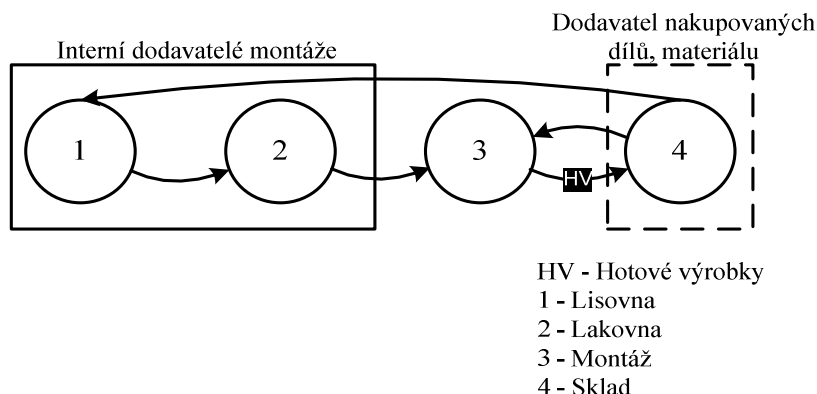 Interní dodavatelé montáže
Dodavatel nakupovaných
dílů, materiálu
1
2
3
4
HV
HV - Hotové výrobky
1 - Lisovna
2 - Lakovna
3 - Montáž
4 - Sklad